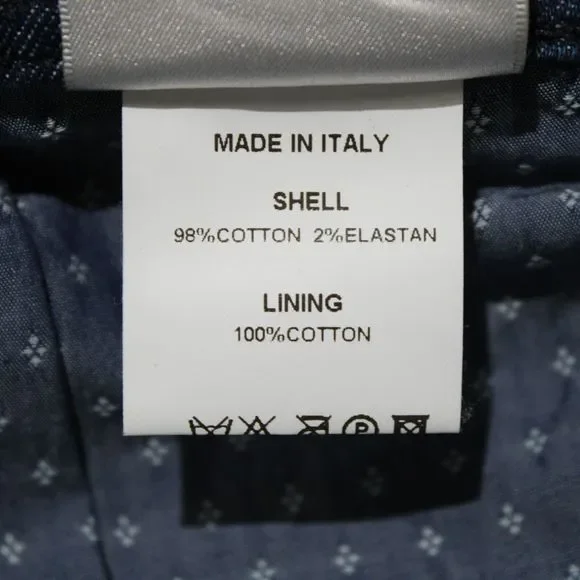 MADE IN ITALY
SHELL
98%COTTON 2%ELASTAN
LINING
100%COTTON
P